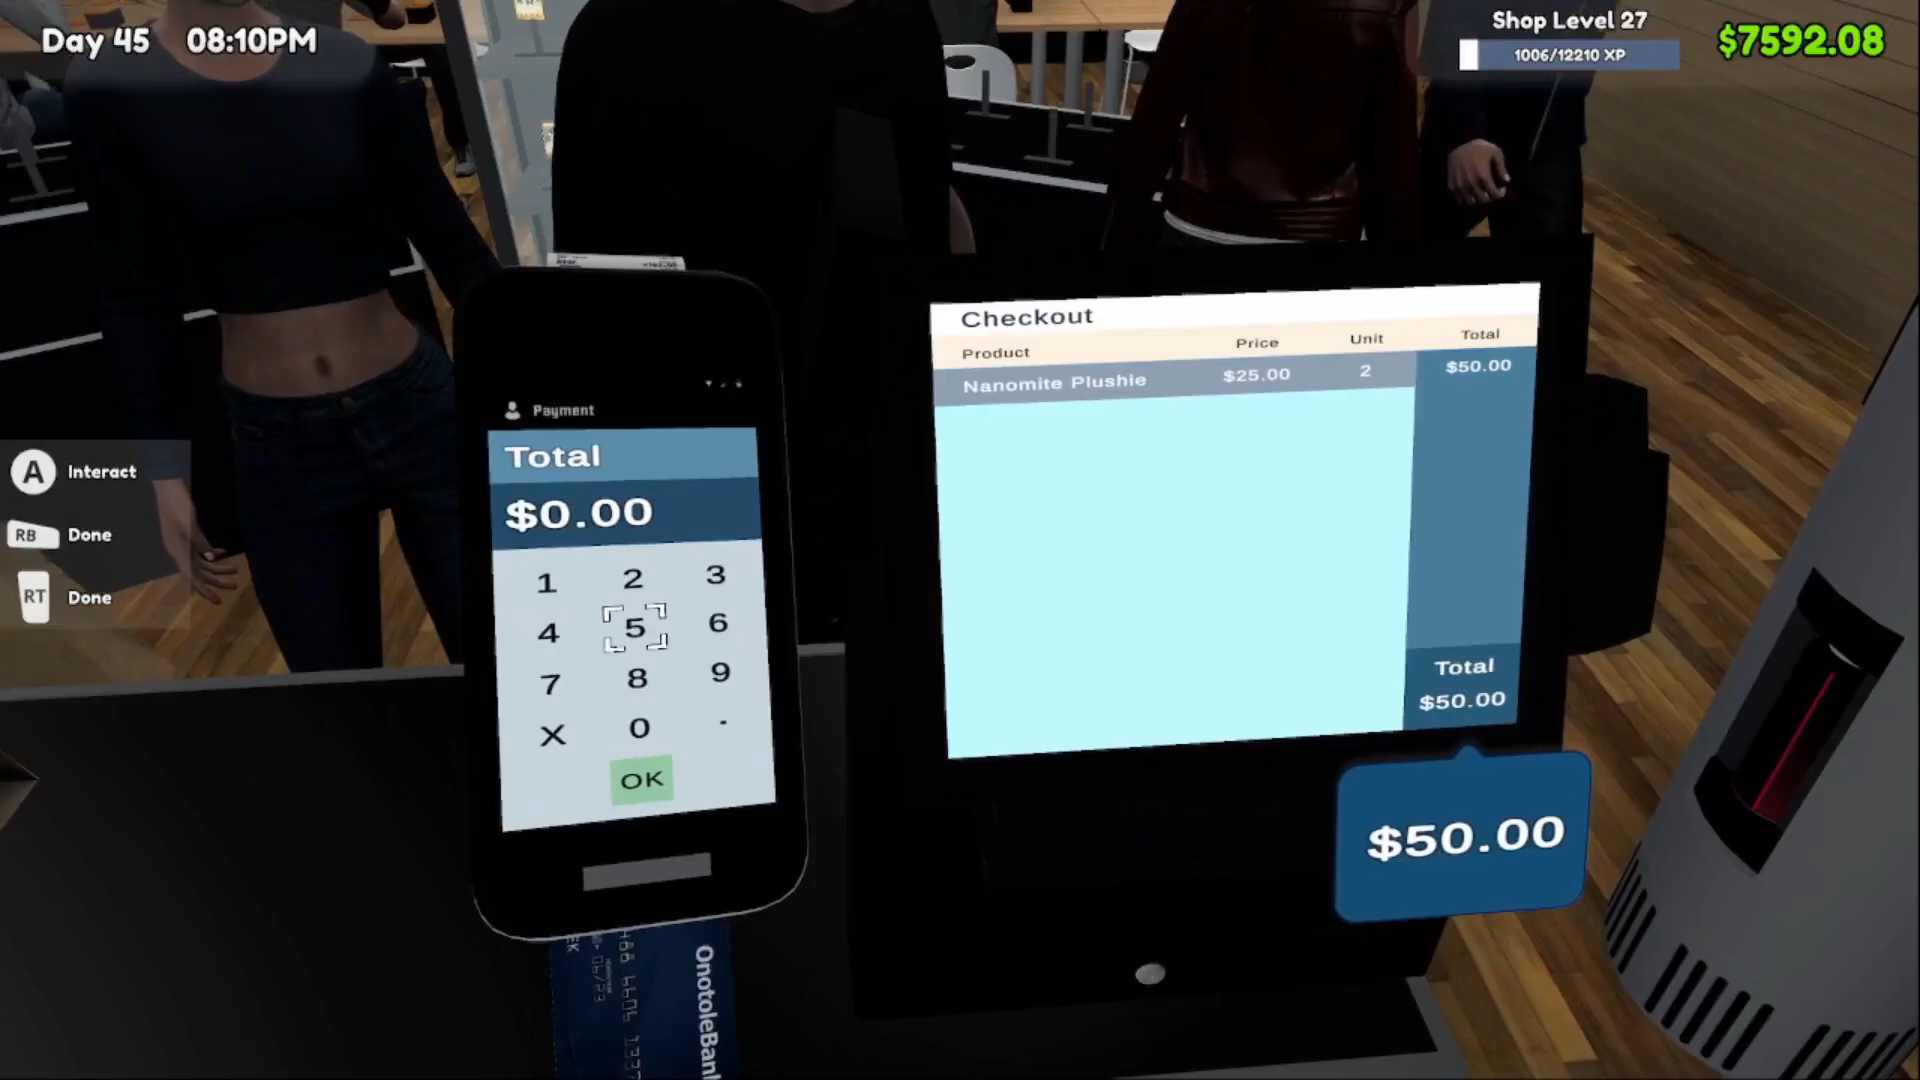 Day 45 08:10PM
Shop Level 27
1006/12210 XP
$7592.08
A Interact
RB Done
RT Done
Payment
Total
$0.00
1 2 3
4 5 6
7 8 9
X 0 .
OK
OnotoleBank
Checkout
Product Price Unit Total
Nanomite Plushie $25.00 2 $50.00
Total
$50.00
$50.00